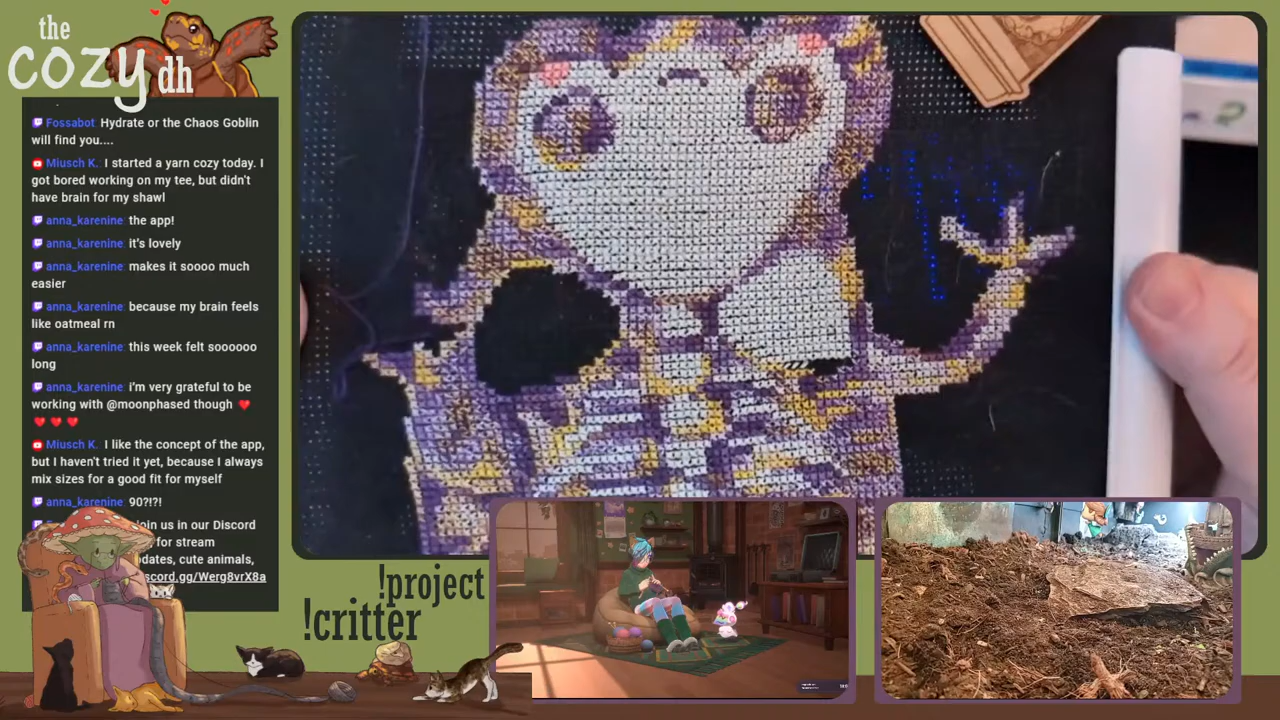 the
cozy dh
Fossabot: Hydrate or the Chaos Goblin
will find you....
Miusch K.: I started a yarn cozy today. I
got bored working on my tee, but didn't
have brain for my shawl
anna_karenine: the app!
anna_karenine: it's lovely
anna_karenine: makes it soooo much
easier
anna_karenine: because my brain feels
like oatmeal rn
anna_karenine: this week felt soooooo
long
anna_karenine: i'm very grateful to be
working with @moonphased though
Miusch K.: I like the concept of the app,
but I haven't tried it yet, because I always
mix sizes for a good fit for myself
anna_karenine: 90?!?!
oin us in our Discord
for stream
pdates, cute animals,
scord.gg/Werg8vrX8a
!project
!critter